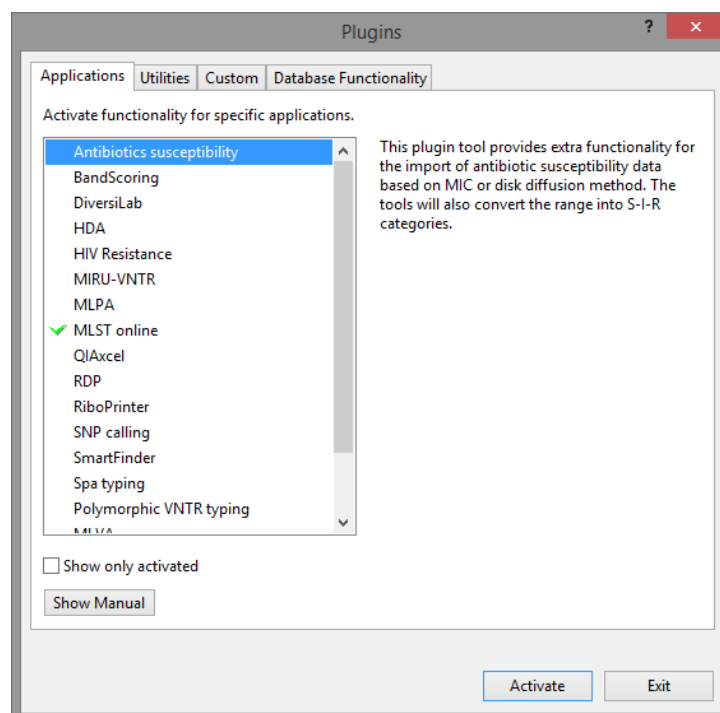 Plugins
?
Applications
Utilities
Custom
Database Functionality
Activate functionality for specific applications.
Antibiotics susceptibility
BandScoring
DiversiLab
HDA
HIV Resistance
MIRU-VNTR
MLPA
MLST online
QIAxcel
RDP
RiboPrinter
SNP calling
SmartFinder
Spa typing
Polymorphic VNTR typing
MLVA
This plugin tool provides extra functionality for
the import of antibiotic susceptibility data
based on MIC or disk diffusion method. The
tools will also convert the range into S-I-R
categories.
Show only activated
Show Manual
Activate
Exit